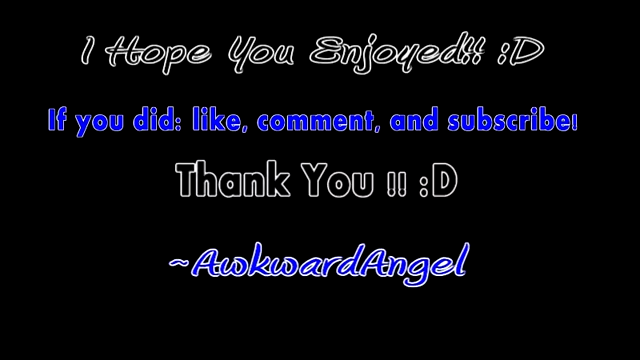 I Hope You Enjoyed!! :D
If you did: like, comment, and subscribe!
Thank You !! :D
~AwkwardAngel